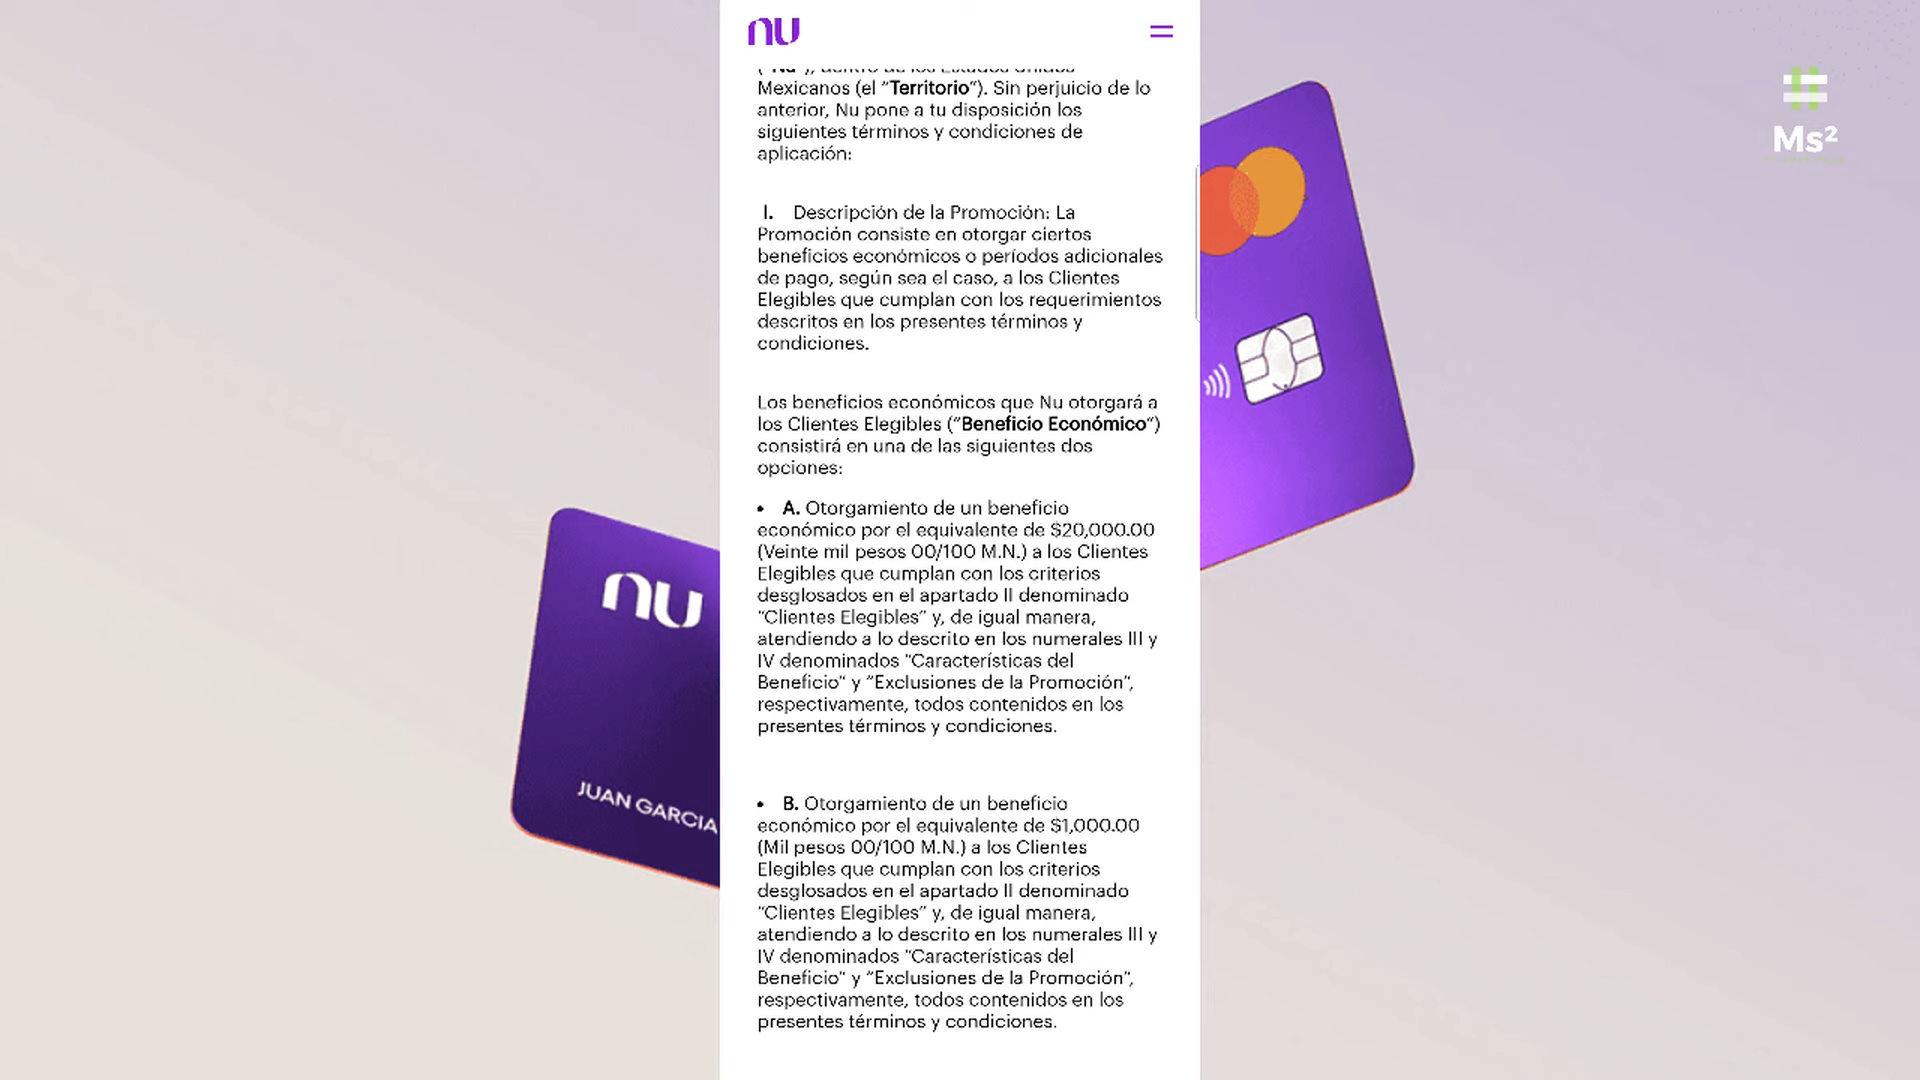 nu
Mexicanos (el “Territorio”). Sin perjuicio de lo
anterior, Nu pone a tu disposición los
siguientes términos y condiciones de
aplicación:
I. Descripción de la Promoción: La
Promoción consiste en otorgar ciertos
beneficios económicos o períodos adicionales
de pago, según sea el caso, a los Clientes
Elegibles que cumplan con los requerimientos
descritos en los presentes términos y
condiciones.
Los beneficios económicos que Nu otorgará a
los Clientes Elegibles (“Beneficio Económico”)
consistirá en una de las siguientes dos
opciones:
• A. Otorgamiento de un beneficio
económico por el equivalente de $20,000.00
(Veinte mil pesos 00/100 M.N.) a los Clientes
Elegibles que cumplan con los criterios
desglosados en el apartado II denominado
“Clientes Elegibles” y, de igual manera,
atendiendo a lo descrito en los numerales III y
IV denominados “Características del
Beneficio” y “Exclusiones de la Promoción”,
respectivamente, todos contenidos en los
presentes términos y condiciones.
• B. Otorgamiento de un beneficio
económico por el equivalente de $1,000.00
(Mil pesos 00/100 M.N.) a los Clientes
Elegibles que cumplan con los criterios
desglosados en el apartado II denominado
“Clientes Elegibles” y, de igual manera,
atendiendo a lo descrito en los numerales III y
IV denominados “Características del
Beneficio” y “Exclusiones de la Promoción”,
respectivamente, todos contenidos en los
presentes términos y condiciones.
nu
JUAN GARCIA
Ms²